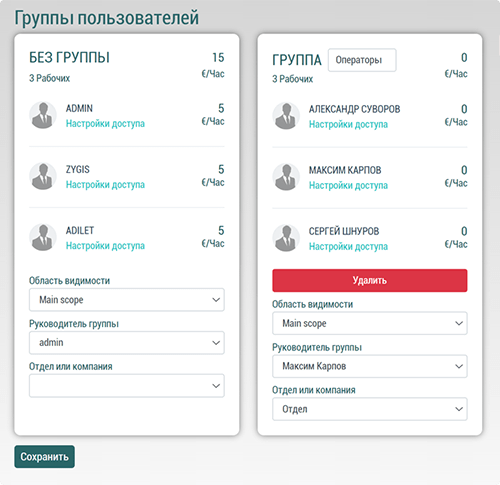 Группы пользователей
БЕЗ ГРУППЫ
15
3 Рабочих
€/Час
ADMIN
5
Настройки доступа
€/Час
ZYGIS
5
Настройки доступа
€/Час
ADILET
5
Настройки доступа
€/Час
Область видимости
Main scope
Руководитель группы
admin
Отдел или компания
ГРУППА
Операторы
0
3 Рабочих
€/Час
АЛЕКСАНДР СУВОРОВ
0
Настройки доступа
€/Час
МАКСИМ КАРПОВ
0
Настройки доступа
€/Час
СЕРГЕЙ ШНУРОВ
0
Настройки доступа
€/Час
Удалить
Область видимости
Main scope
Руководитель группы
Максим Карпов
Отдел или компания
Отдел
Сохранить